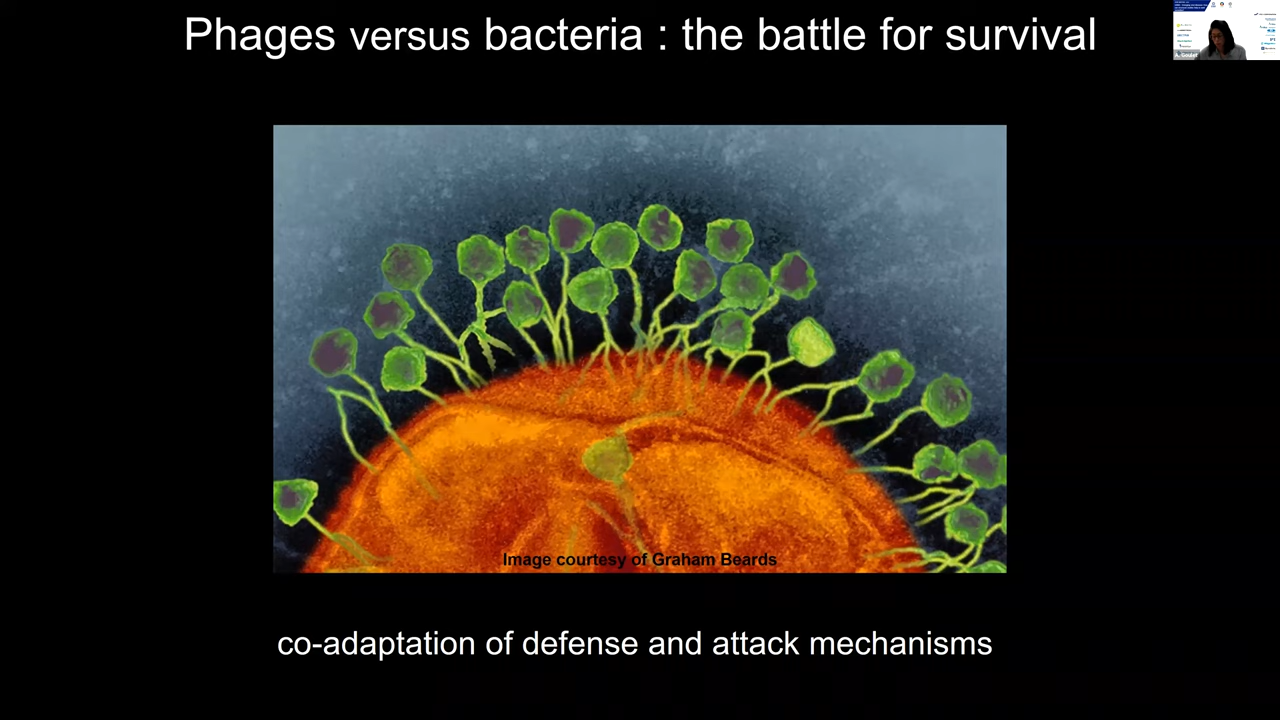 Phages versus bacteria : the battle for survival
Image courtesy of Graham Beards
co-adaptation of defense and attack mechanisms